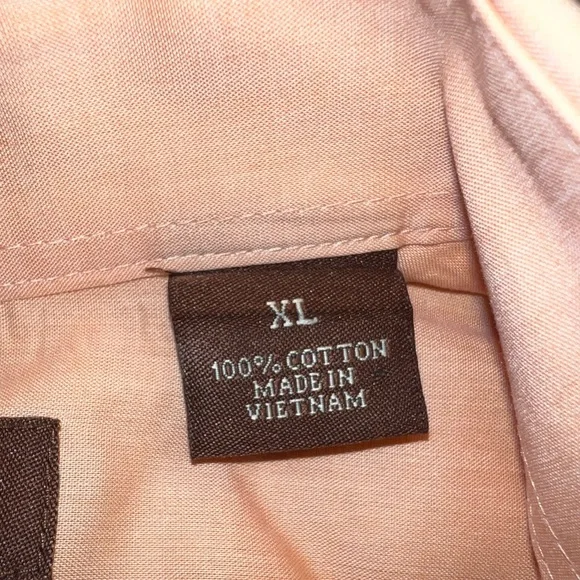 XL
100% COTTON
MADE IN
VIETNAM